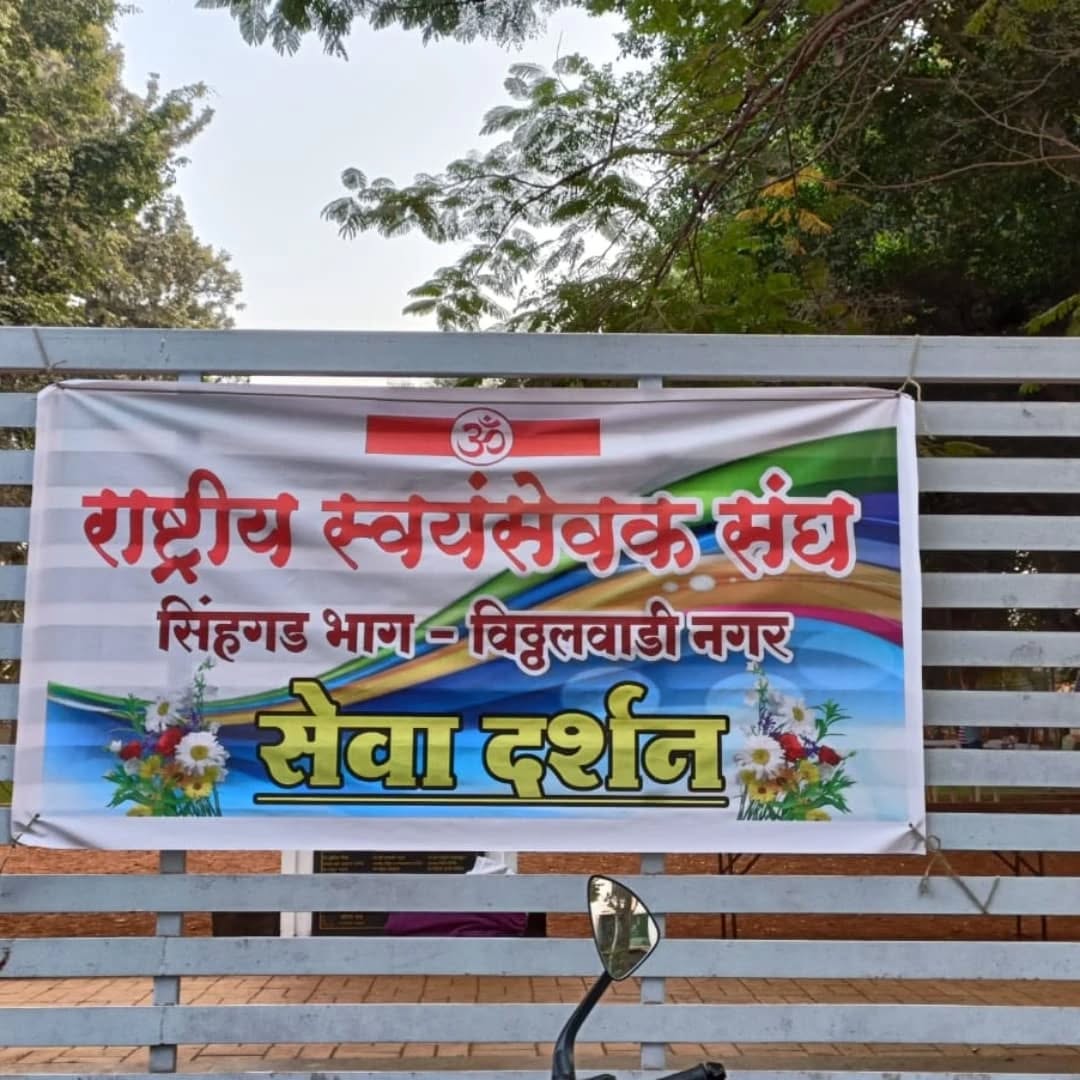 ॐ
राष्ट्रीय स्वयंसेवक संघ
सिंहगड भाग - विठ्ठलवाडी नगर
सेवा दर्शन